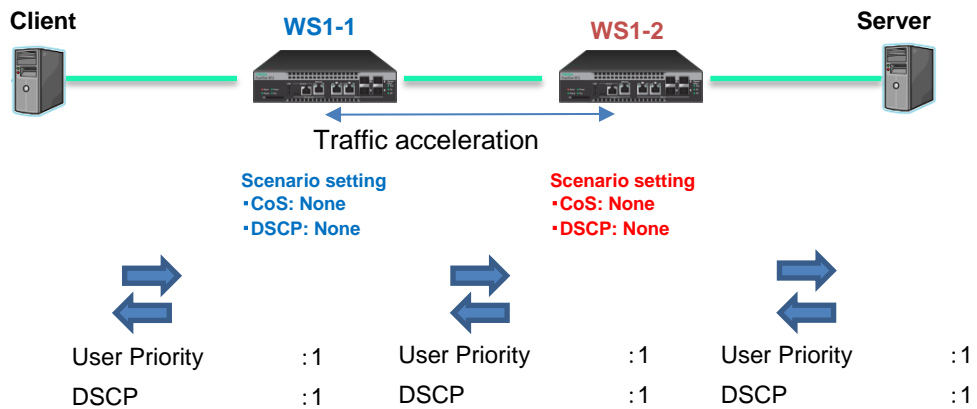 Client
WS1-1
WS1-2
Server
Traffic acceleration
Scenario setting
・CoS: None
・DSCP: None
Scenario setting
・CoS: None
・DSCP: None
User Priority :1
DSCP :1
User Priority :1
DSCP :1
User Priority :1
DSCP :1